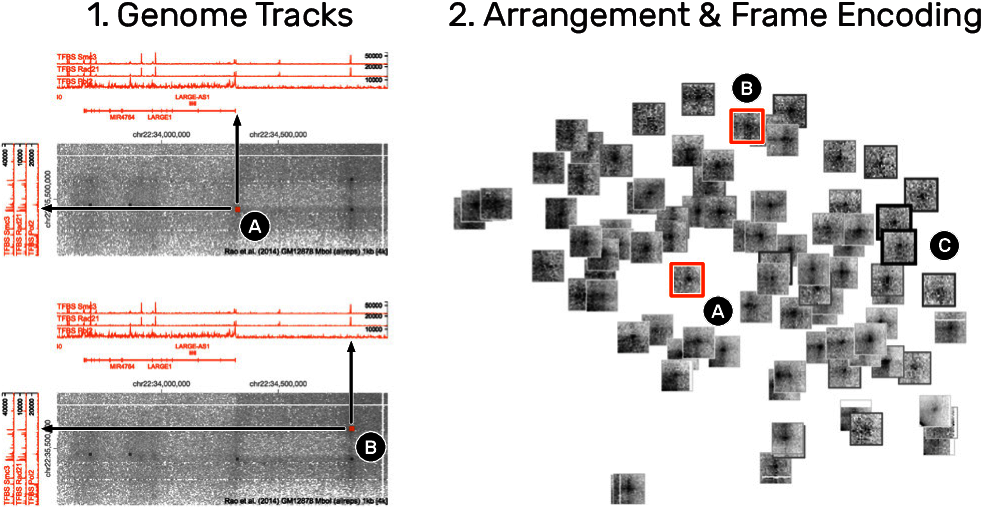 1. Genome Tracks
2. Arrangement & Frame Encoding
TFBS Smc3
50000
TFBS Rad21
20000
TFBS Pol2
10000
LARGE-AS1
MIR4764 LARGE1
chr22:34,000,000
500,000
40000
10000
20000
TFBS Smc3
TFBS Rad21
TFBS Pol2
chr22:35,500,000
A
Rao et al. (2014) GM12878 MboI (allreps) 1kb [4k]
TFBS Smc3
50000
TFBS Rad21
20000
TFBS Pol2
10000
LARGE-AS1
MIR4764 LARGE1
chr22:34,000,000
chr22:34,500,000
40000
10000
20000
TFBS Smc3
TFBS Rad21
TFBS Pol2
chr22:35,500,000
B
Rao et al. (2014) GM12878 MboI (allreps) 1kb [4k]
B
C
A